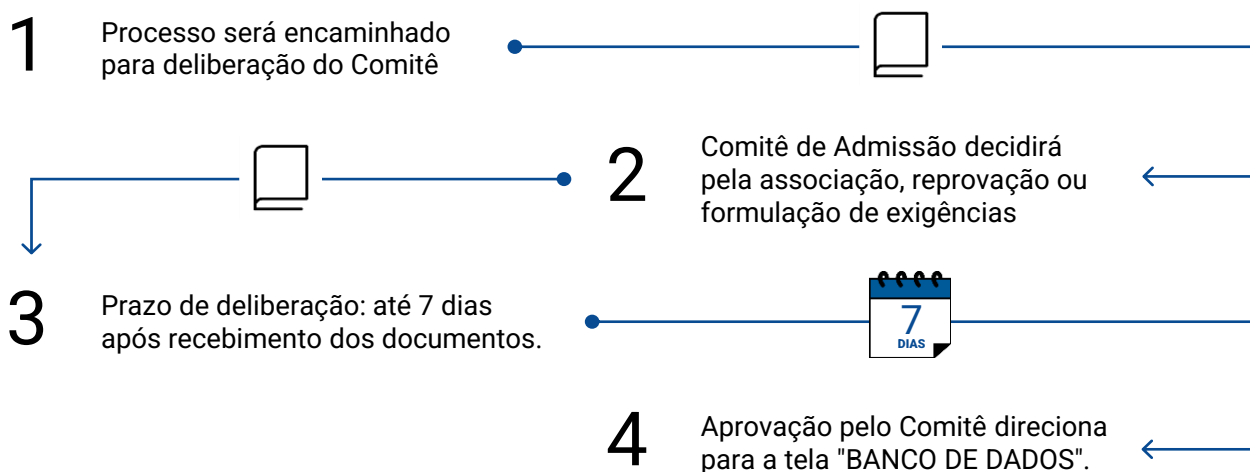 1
Processo será encaminhado
para deliberação do Comitê
2
Comitê de Admissão decidirá
pela associação, reprovação ou
formulação de exigências
3
Prazo de deliberação: até 7 dias
após recebimento dos documentos.
7
DIAS
4
Aprovação pelo Comitê direciona
para a tela "BANCO DE DADOS".